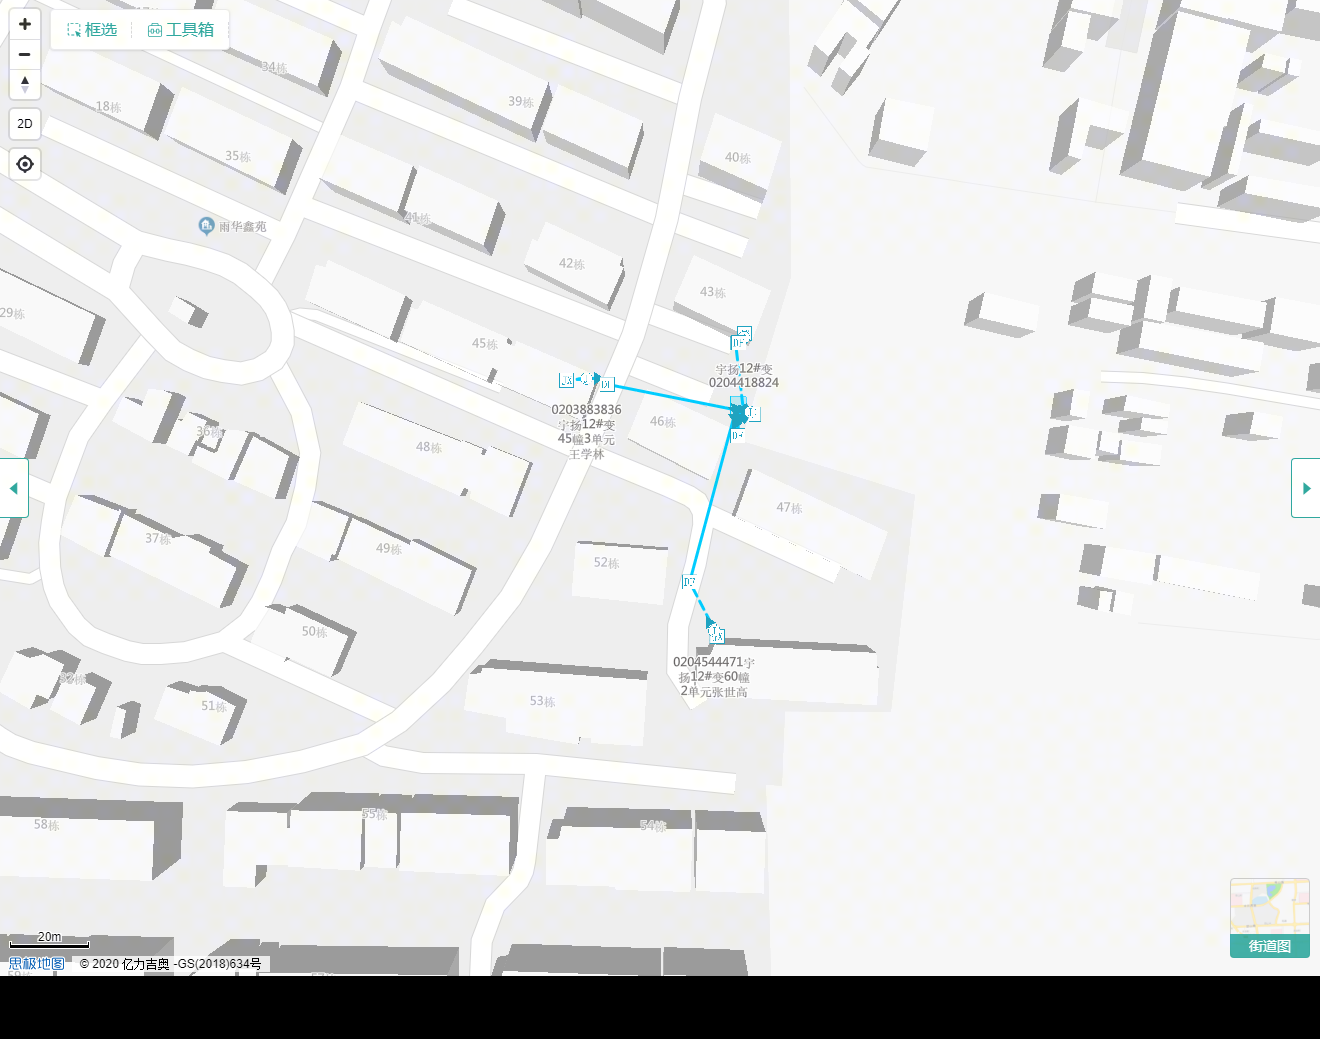 框选
工具箱
2D
34栋
18栋
35栋
39栋
40栋
41栋
雨华鑫苑
42栋
43栋
29栋
45栋
宇扬12#变
0204418824
0203883836
宇扬12#变
45幢3单元
王学林
46栋
36栋
48栋
47栋
37栋
49栋
52栋
50栋
0204544471宇
扬12#变60幢
2单元张世高
51栋
53栋
58栋
55栋
54栋
20m
思极地图
© 2020 亿力吉奥 -GS(2018)634号
街道图